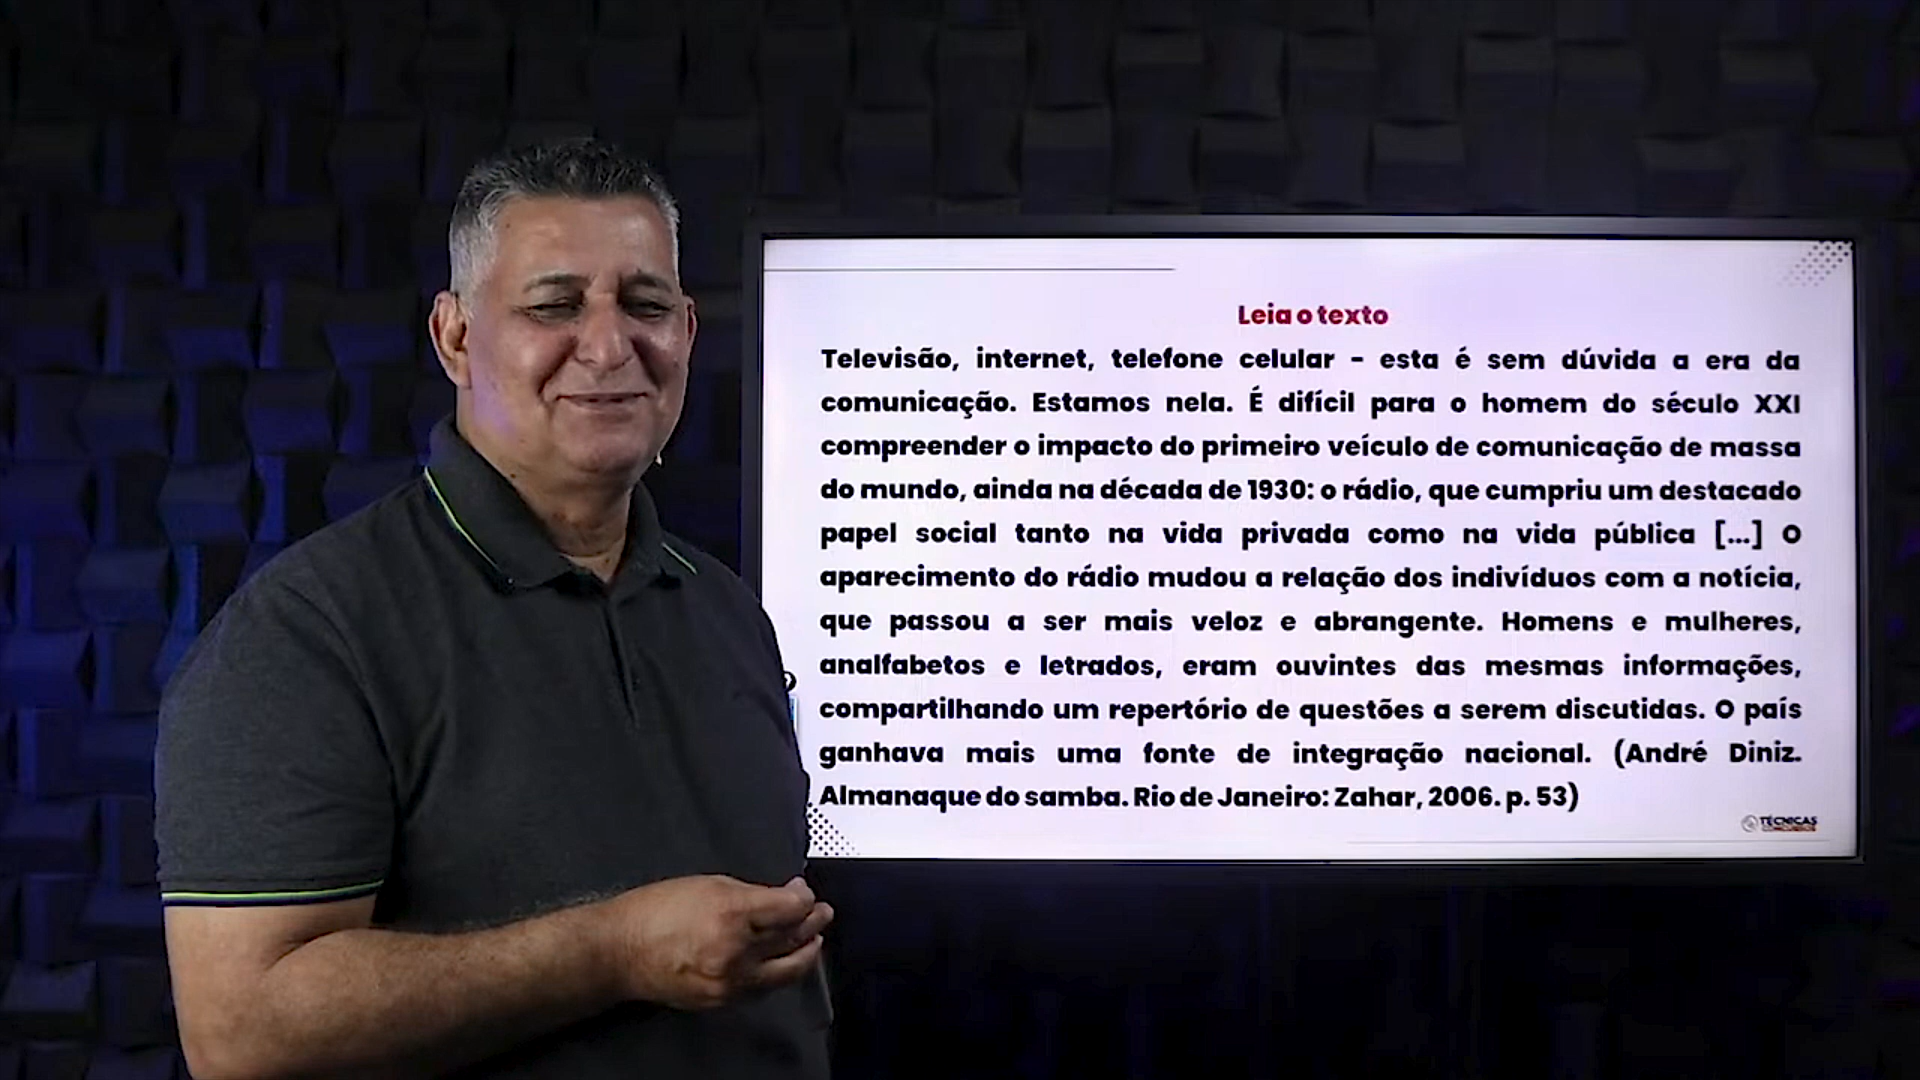 Leia o texto
Televisão, internet, telefone celular – esta é sem dúvida a era da
comunicação. Estamos nela. É difícil para o homem do século XXI
compreender o impacto do primeiro veículo de comunicação de massa
do mundo, ainda na década de 1930: o rádio, que cumpriu um destacado
papel social tanto na vida privada como na vida pública [...] O
aparecimento do rádio mudou a relação dos indivíduos com a notícia,
que passou a ser mais veloz e abrangente. Homens e mulheres,
analfabetos e letrados, eram ouvintes das mesmas informações,
compartilhando um repertório de questões a serem discutidas. O país
ganhava mais uma fonte de integração nacional. (André Diniz.
Almanaque do samba. Rio de Janeiro: Zahar, 2006. p. 53)
TÉCNICAS